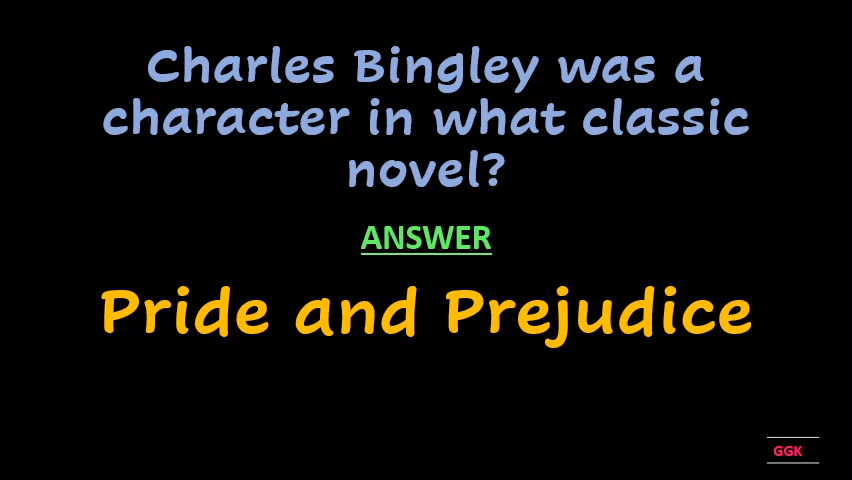 Charles Bingley was a
character in what classic
novel?
ANSWER
Pride and Prejudice
GGK